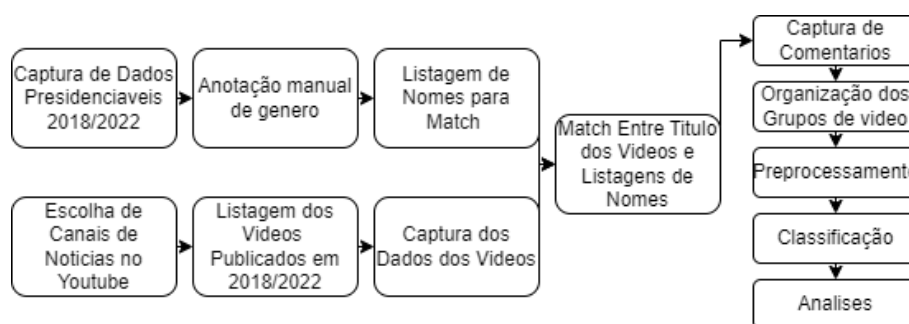 Captura de Dados
Presidenciaveis
2018/2022
Anotação manual
de genero
Listagem de
Nomes para
Match
Escolha de
Canais de
Noticias no
Youtube
Listagem dos
Videos
Publicados em
2018/2022
Captura dos
Dados dos Videos
Match Entre Titulo
dos Videos e
Listagens de
Nomes
Captura de
Comentarios
Organização dos
Grupos de video
Preprocessamento
Classificação
Analises